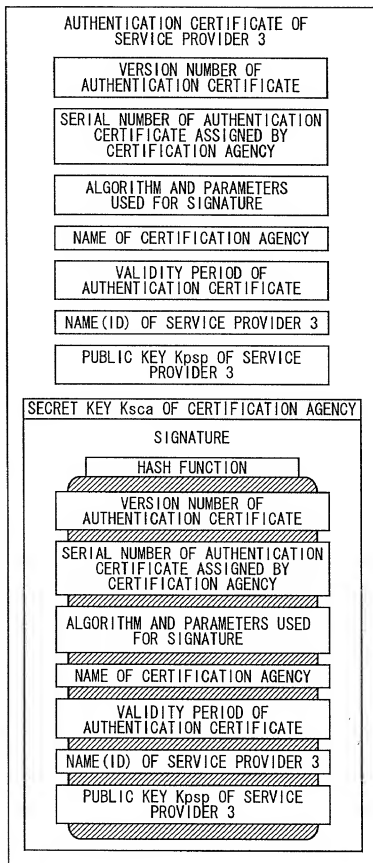 AUTHENTICATION CERTIFICATE OF
SERVICE PROVIDER 3
VERSION NUMBER OF
AUTHENTICATION CERTIFICATE
SERIAL NUMBER OF AUTHENTICATION
CERTIFICATE ASSIGNED BY
CERTIFICATION AGENCY
ALGORITHM AND PARAMETERS
USED FOR SIGNATURE
NAME OF CERTIFICATION AGENCY
VALIDITY PERIOD OF
AUTHENTICATION CERTIFICATE
NAME(ID) OF SERVICE PROVIDER 3
PUBLIC KEY Kpsp OF SERVICE
PROVIDER 3
SECRET KEY Ksca OF CERTIFICATION AGENCY
SIGNATURE
HASH FUNCTION
VERSION NUMBER OF
AUTHENTICATION CERTIFICATE
SERIAL NUMBER OF AUTHENTICATION
CERTIFICATE ASSIGNED BY
CERTIFICATION AGENCY
ALGORITHM AND PARAMETERS USED
FOR SIGNATURE
NAME OF CERTIFICATION AGENCY
VALIDITY PERIOD OF
AUTHENTICATION CERTIFICATE
NAME(ID) OF SERVICE PROVIDER 3
PUBLIC KEY Kpsp OF SERVICE
PROVIDER 3